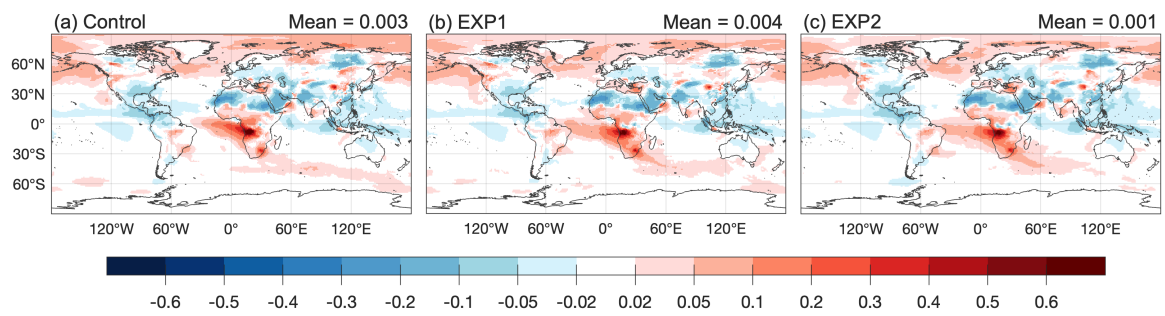 (a) Control Mean = 0.003 (b) EXP1 Mean = 0.004 (c) EXP2 Mean = 0.001
60°N
30°N
0°
30°S
60°S
120°W 60°W 0° 60°E 120°E 120°W 60°W 0° 60°E 120°E 120°W 60°W 0° 60°E 120°E
-0.6 -0.5 -0.4 -0.3 -0.2 -0.1 -0.05 -0.02 0.02 0.05 0.1 0.2 0.3 0.4 0.5 0.6